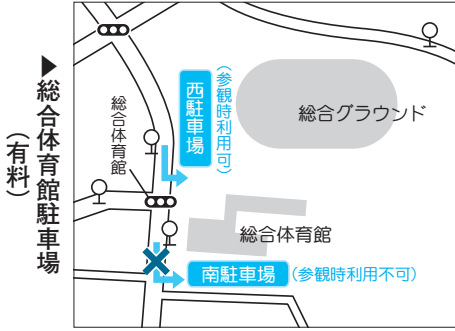 ▶総合体育館駐車場
(有料)
西駐車場
(参観時利用可)
総合グラウンド
総合体育館
総合体育館
南駐車場
(参観時利用不可)